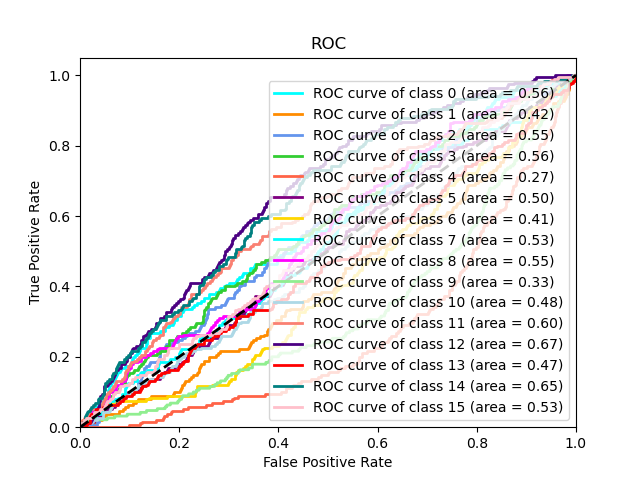 ROC
1.0
0.8
0.6
0.4
0.2
0.0
True Positive Rate
ROC curve of class 0 (area = 0.56)
ROC curve of class 1 (area = 0.42)
ROC curve of class 2 (area = 0.55)
ROC curve of class 3 (area = 0.56)
ROC curve of class 4 (area = 0.27)
ROC curve of class 5 (area = 0.50)
ROC curve of class 6 (area = 0.41)
ROC curve of class 7 (area = 0.53)
ROC curve of class 8 (area = 0.55)
ROC curve of class 9 (area = 0.33)
ROC curve of class 10 (area = 0.48)
ROC curve of class 11 (area = 0.60)
ROC curve of class 12 (area = 0.67)
ROC curve of class 13 (area = 0.47)
ROC curve of class 14 (area = 0.65)
ROC curve of class 15 (area = 0.53)
0.0 0.2 0.4 0.6 0.8 1.0
False Positive Rate